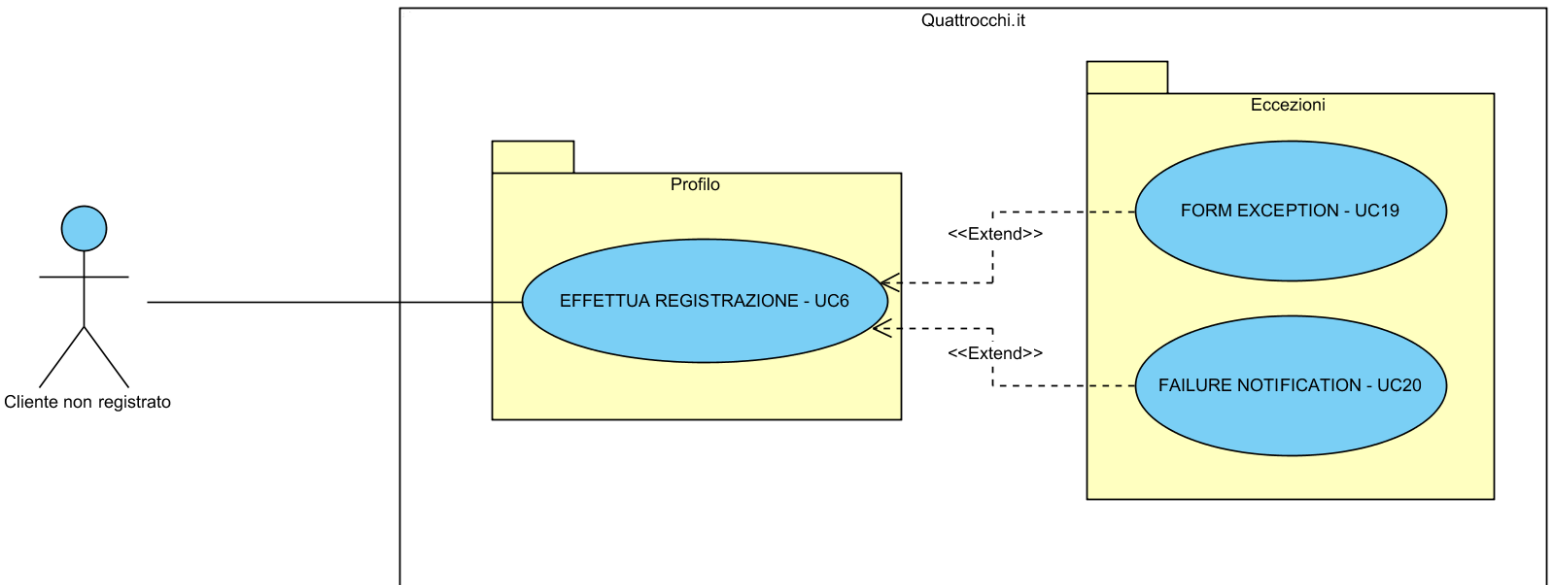 Quattrocchi.it
Eccezioni
Profilo
FORM EXCEPTION - UC19
<<Extend>>
EFFETTUA REGISTRAZIONE - UC6
<<Extend>>
FAILURE NOTIFICATION - UC20
Cliente non registrato